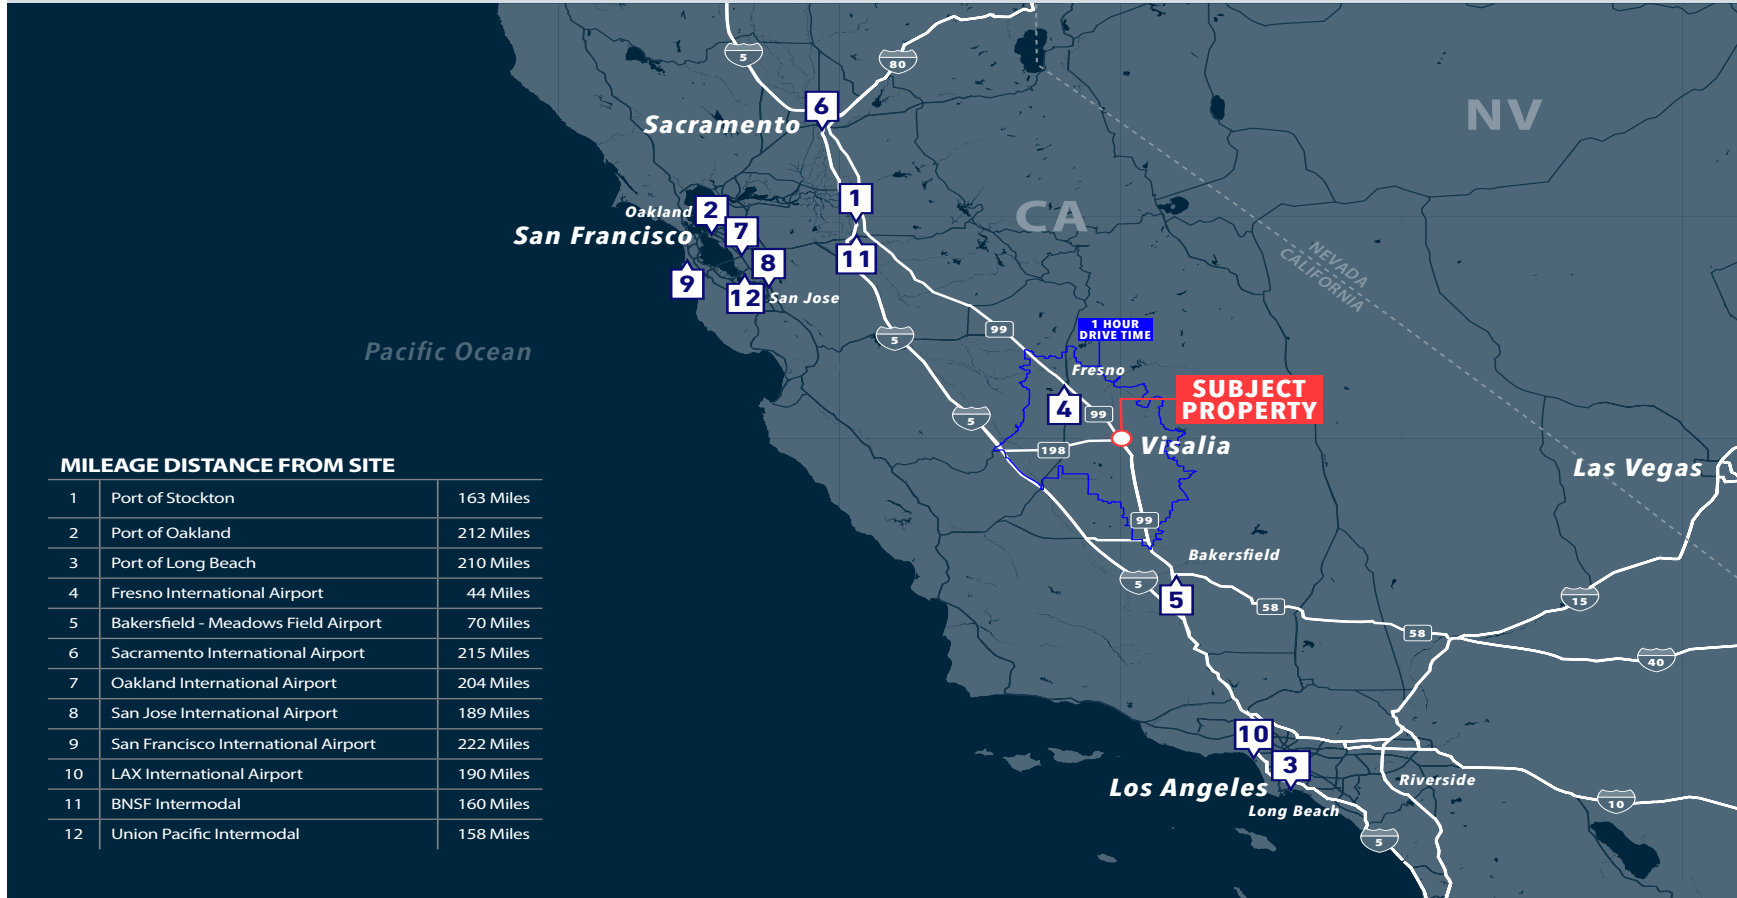 5
80
NV
6
Sacramento
1
CA
Oakland
2
San Francisco
7
11
8
9
12
San Jose
NEVADA
CALIFORNIA
99
1 HOUR
DRIVE TIME
5
Pacific Ocean
Fresno
SUBJECT
PROPERTY
4
99
5
198
Visalia
Las Vegas
99
Bakersfield
5
5
58
15
58
40
10
3
Los Angeles
Riverside
Long Beach
10
5
MILEAGE DISTANCE FROM SITE
1 Port of Stockton 163 Miles
2 Port of Oakland 212 Miles
3 Port of Long Beach 210 Miles
4 Fresno International Airport 44 Miles
5 Bakersfield - Meadows Field Airport 70 Miles
6 Sacramento International Airport 215 Miles
7 Oakland International Airport 204 Miles
8 San Jose International Airport 189 Miles
9 San Francisco International Airport 222 Miles
10 LAX International Airport 190 Miles
11 BNSF Intermodal 160 Miles
12 Union Pacific Intermodal 158 Miles